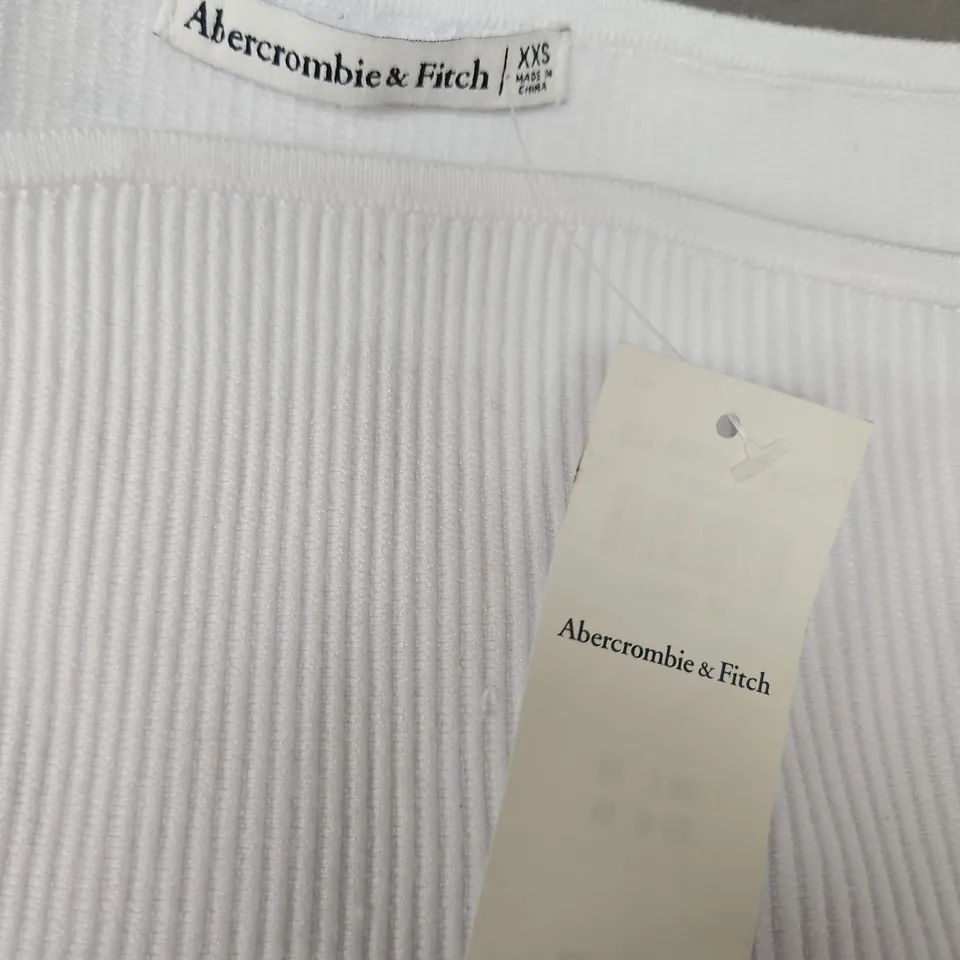 Abercrombie & Fitch
XXS
MADE IN
CHINA
Abercrombie & Fitch